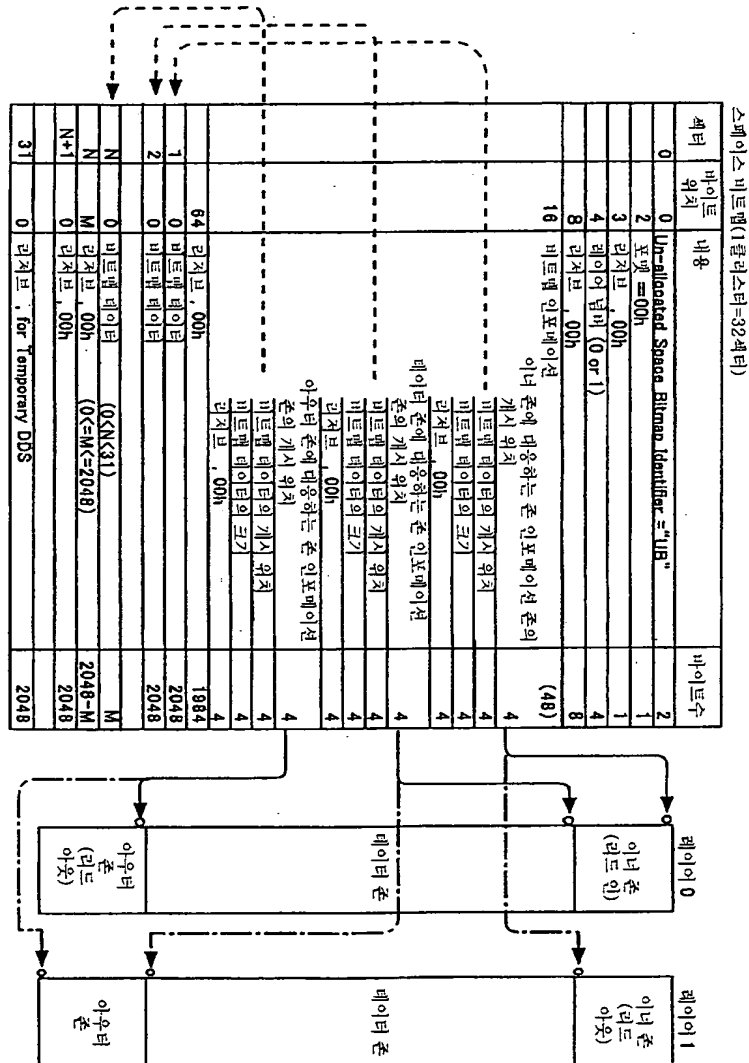 스페이스 비트맵(1클러스터=32섹터)
섹터 바이트 위치 내용 바이트수
0 0 Un-allocated Space Bitmap Identifier ="UB" 2
2 포맷 =00h 1
3 리저브 , 00h 1
4 레이어 넘버 (0 or 1) 4
8 리저브 , 00h 8
16 비트맵 인포메이션 (48)
이너 존에 대응하는 존 인포메이션 존의
개시 위치 4
비트맵 데이터의 개시 위치 4
비트맵 데이터의 크기 4
리저브 , 00h 4
데이터 존에 대응하는 존 인포메이션
존의 개시 위치 4
비트맵 데이터의 개시 위치 4
비트맵 데이터의 크기 4
리저브 , 00h 4
아우터 존에 대응하는 존 인포메이션
존의 개시 위치 4
비트맵 데이터의 개시 위치 4
비트맵 데이터의 크기 4
리저브 , 00h 4
64 리저브 , 00h 1984
1 0 비트맵 데이터 2048
2 0 비트맵 데이터 2048
N 0 비트맵 데이터 (0<N<31) M
N M 리저브 , 00h (0<=M<=2048) 2048-M
N+1 0 리저브 , 00h 2048
31 0 리저브 , for Temporary DDS 2048
레이어 0
이너 존
(리드
인)
데이터 존
아우터
존
(리드
아웃)
레이어 1
이너 존
(리드
아웃)
데이터 존
아우터
존